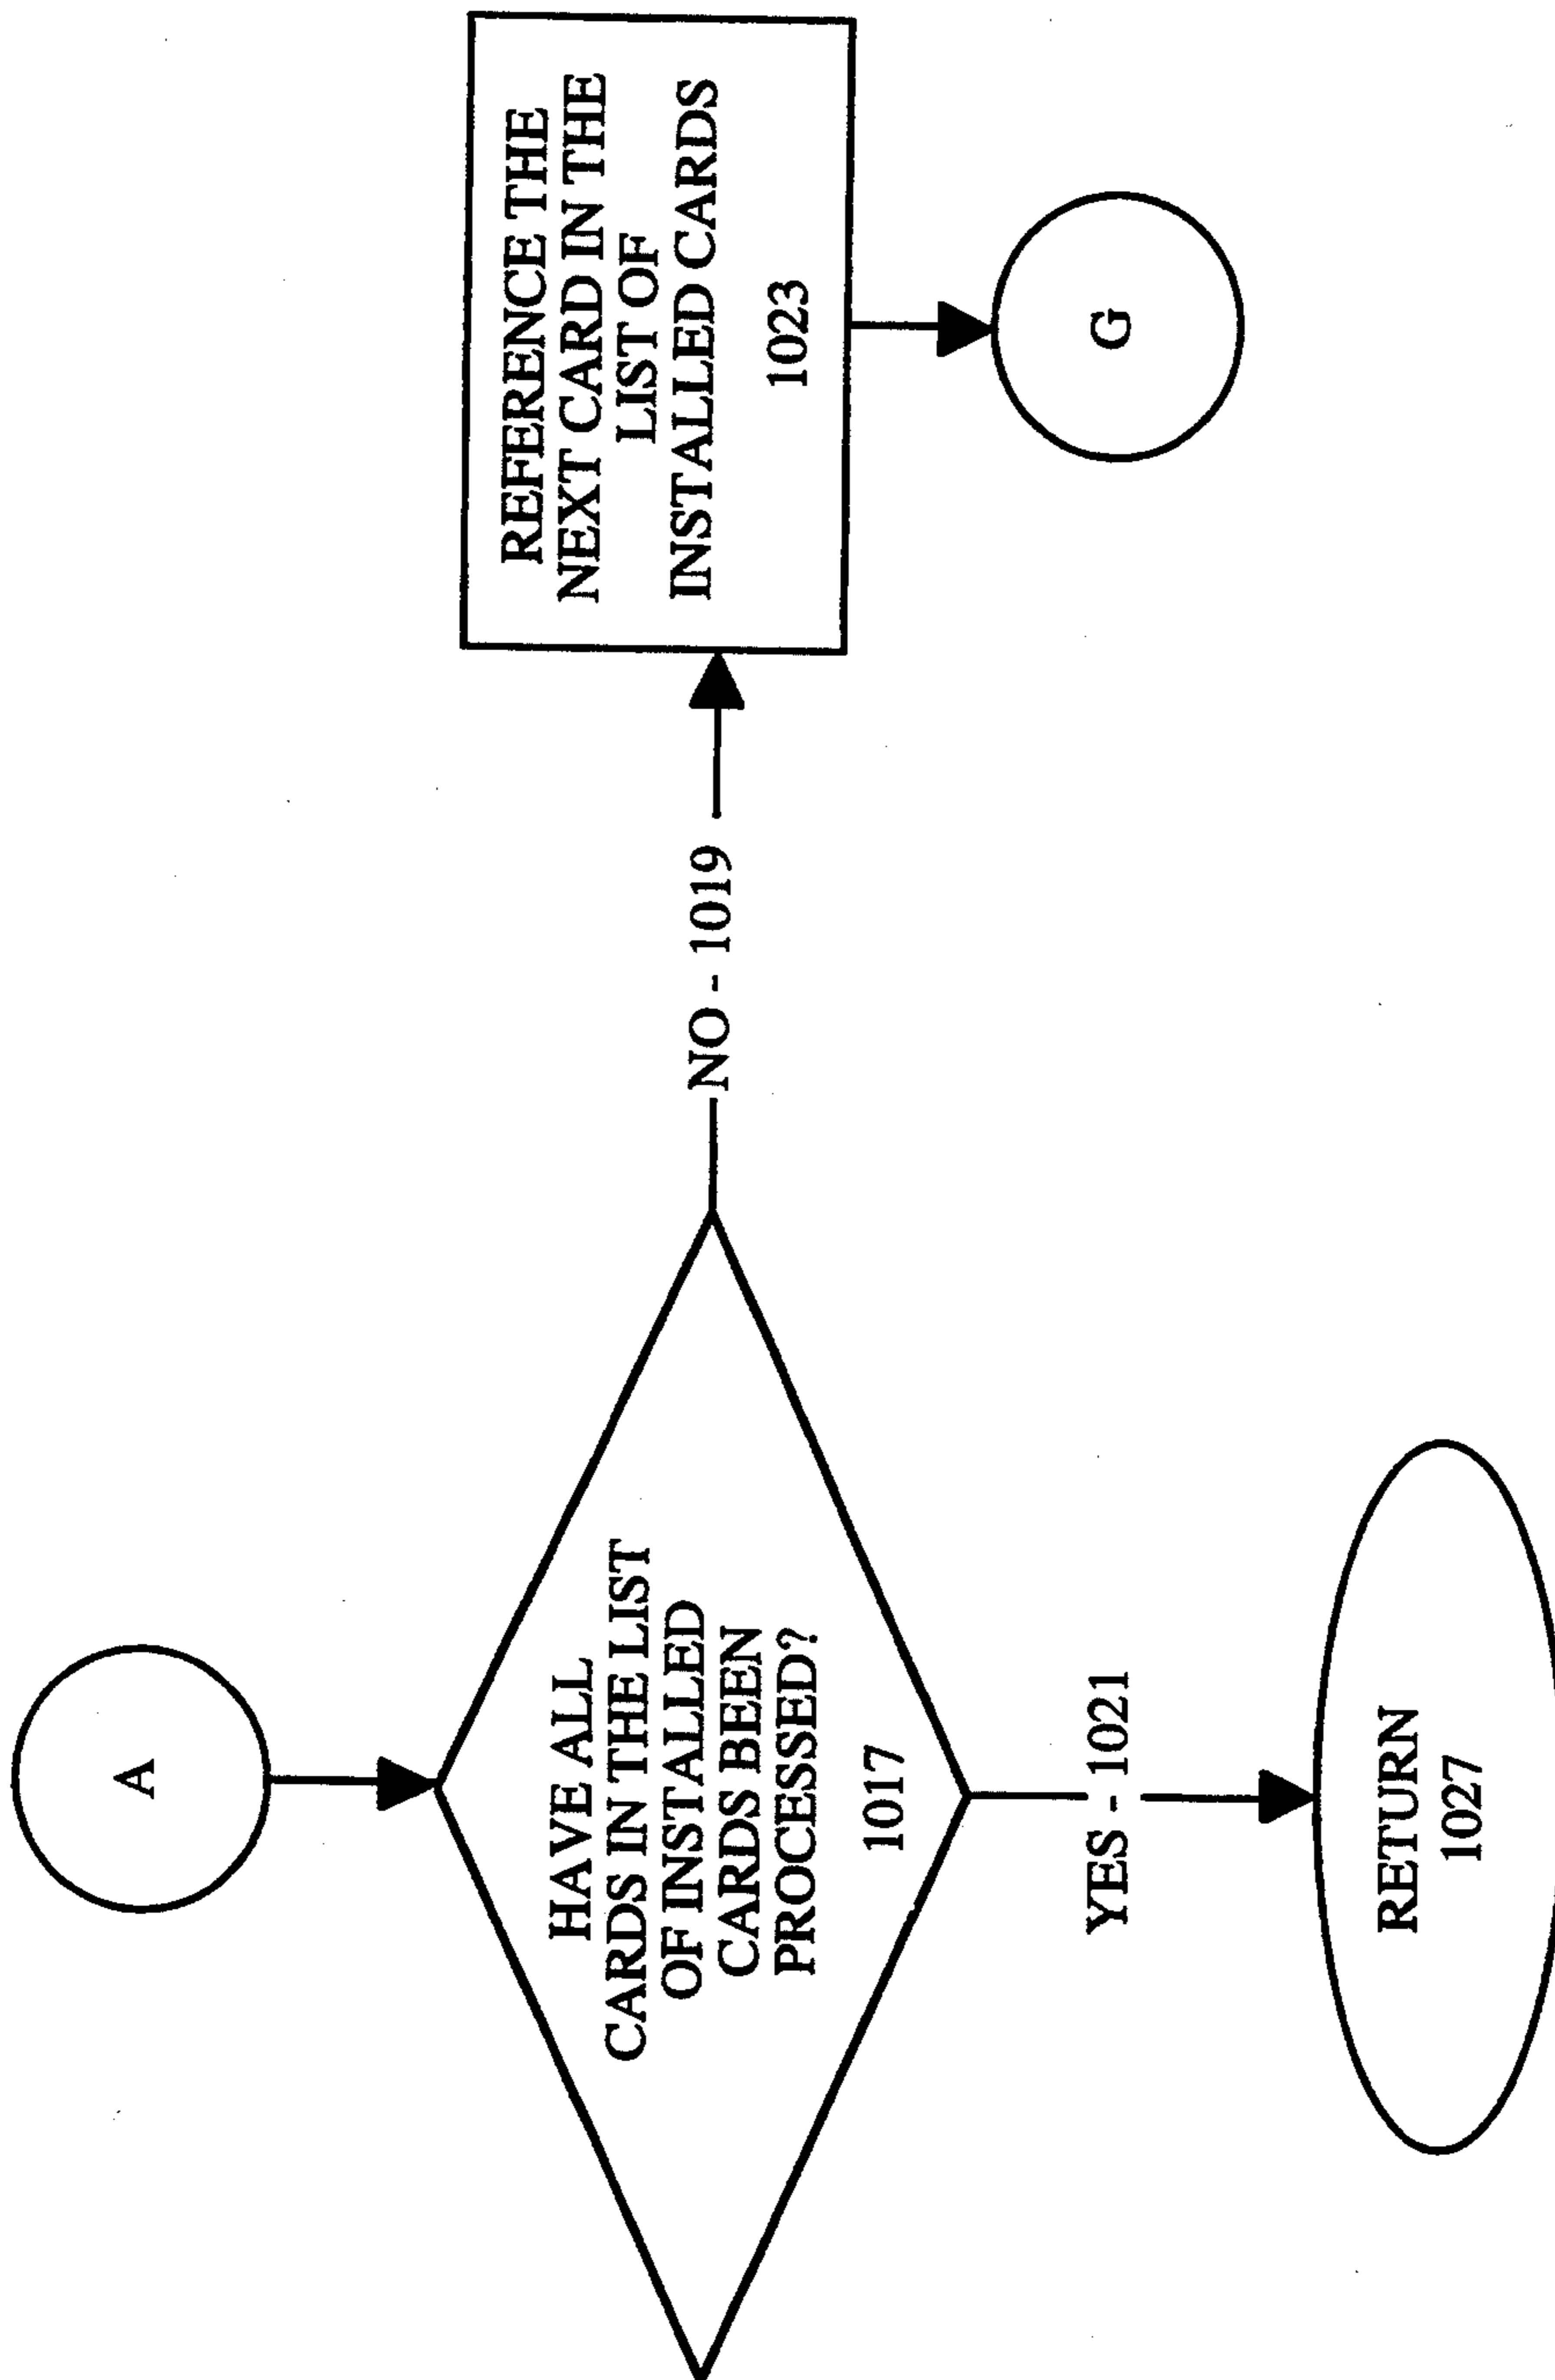 A
HAVE ALL
CARDS IN THE LIST
OF INSTALLED
CARDS BEEN
PROCESSED?
1017
NO - 1019
REFERENCE THE
NEXT CARD IN THE
LIST OF
INSTALLED CARDS
1023
G
YES - 1021
RETURN
1027